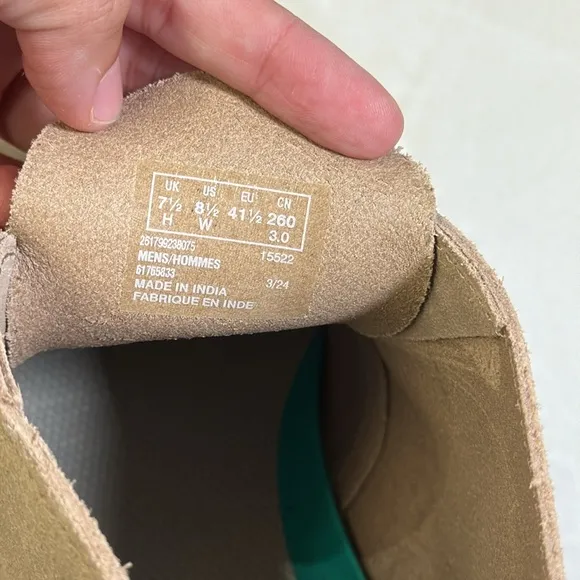 UK US EU CN
7½ 8½ 41½ 260
H W 3.0
261799238075 15522
MENS/HOMMES
61765833 3/24
MADE IN INDIA
FABRIQUE EN INDE